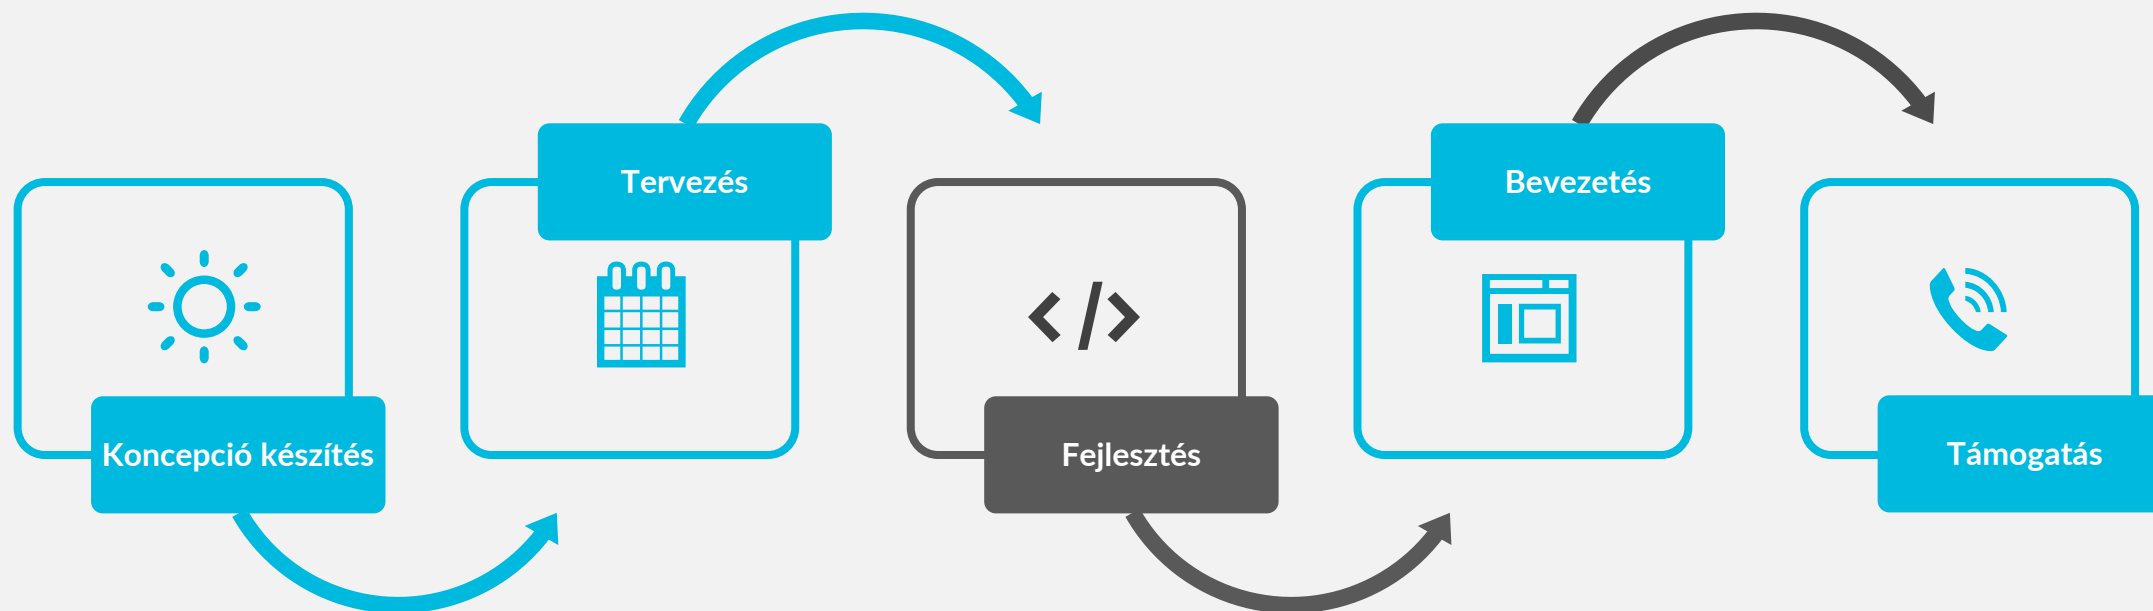 Koncepció készítés
Tervezés
Fejlesztés
Bevezetés
Támogatás